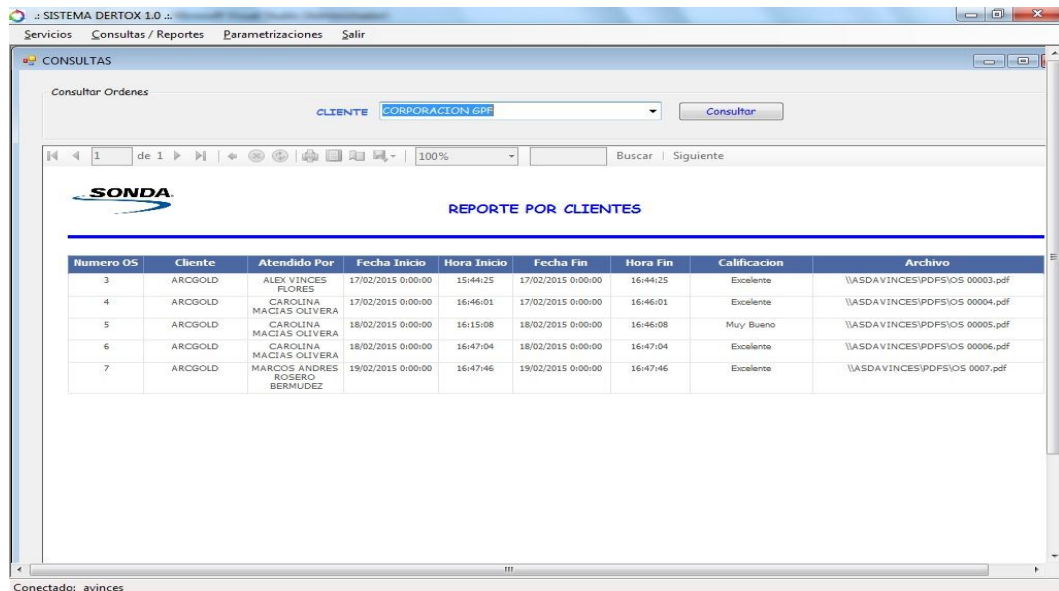 .: SISTEMA DERTOX 1.0 .:
Servicios Consultas / Reportes Parametrizaciones Salir
CONSULTAS
Consultar Ordenes
CLIENTE CORPORACION GPF Consultar
1 de 1 100% Buscar | Siguiente
SONDA
REPORTE POR CLIENTES
Numero OS Cliente Atendido Por Fecha Inicio Hora Inicio Fecha Fin Hora Fin Calificacion Archivo
3 ARCGOLD ALEX VINCES FLORES 17/02/2015 0:00:00 15:44:25 17/02/2015 0:00:00 16:44:25 Excelente \\ASDAVINCES\PDFS\OS 00003.pdf
4 ARCGOLD CAROLINA MACIAS OLIVERA 17/02/2015 0:00:00 16:46:01 17/02/2015 0:00:00 16:46:01 Excelente \\ASDAVINCES\PDFS\OS 00004.pdf
5 ARCGOLD CAROLINA MACIAS OLIVERA 18/02/2015 0:00:00 16:15:08 18/02/2015 0:00:00 16:46:08 Muy Bueno \\ASDAVINCES\PDFS\OS 00005.pdf
6 ARCGOLD CAROLINA MACIAS OLIVERA 18/02/2015 0:00:00 16:47:04 18/02/2015 0:00:00 16:47:04 Excelente \\ASDAVINCES\PDFS\OS 00006.pdf
7 ARCGOLD MARCOS ANDRES ROSERO BERMUDEZ 19/02/2015 0:00:00 16:47:46 19/02/2015 0:00:00 16:47:46 Excelente \\ASDAVINCES\PDFS\OS 0007.pdf
Conectado: avinces